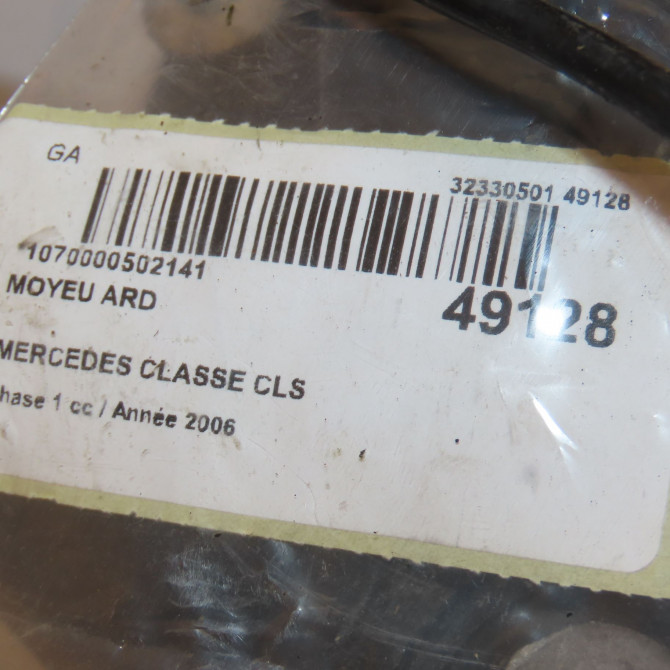 GA
32330501 49128
1070000502141
49128
MOYEU ARD
MERCEDES CLASSE CLS
hase 1 cc / Année 2006